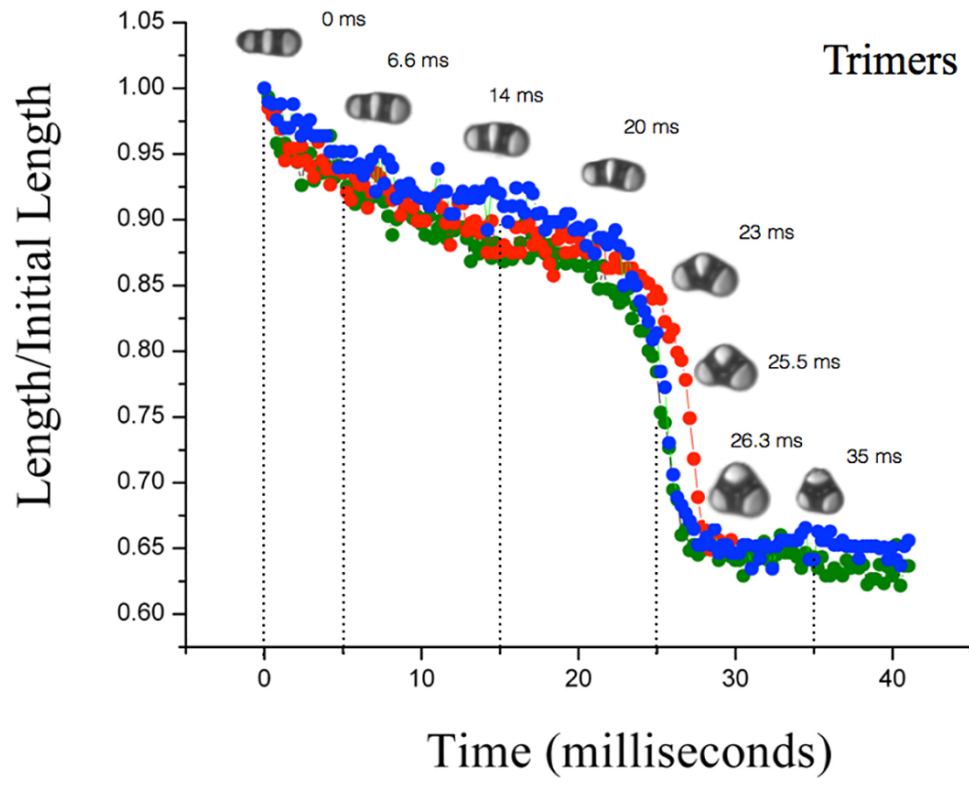 Trimers
0 ms
6.6 ms
14 ms
20 ms
23 ms
25.5 ms
26.3 ms
35 ms
Length/Initial Length
1.05
1.00
0.95
0.90
0.85
0.80
0.75
0.70
0.65
0.60
0
10
20
30
40
Time (milliseconds)